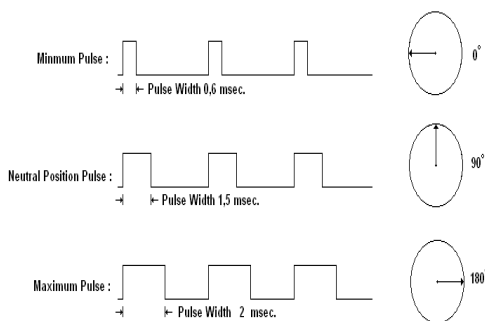 Minmum Pulse :
0°
Pulse Width 0,6 msec.
Neutral Position Pulse :
90°
Pulse Width 1,5 msec.
Maximum Pulse :
180
Pulse Width 2 msec.